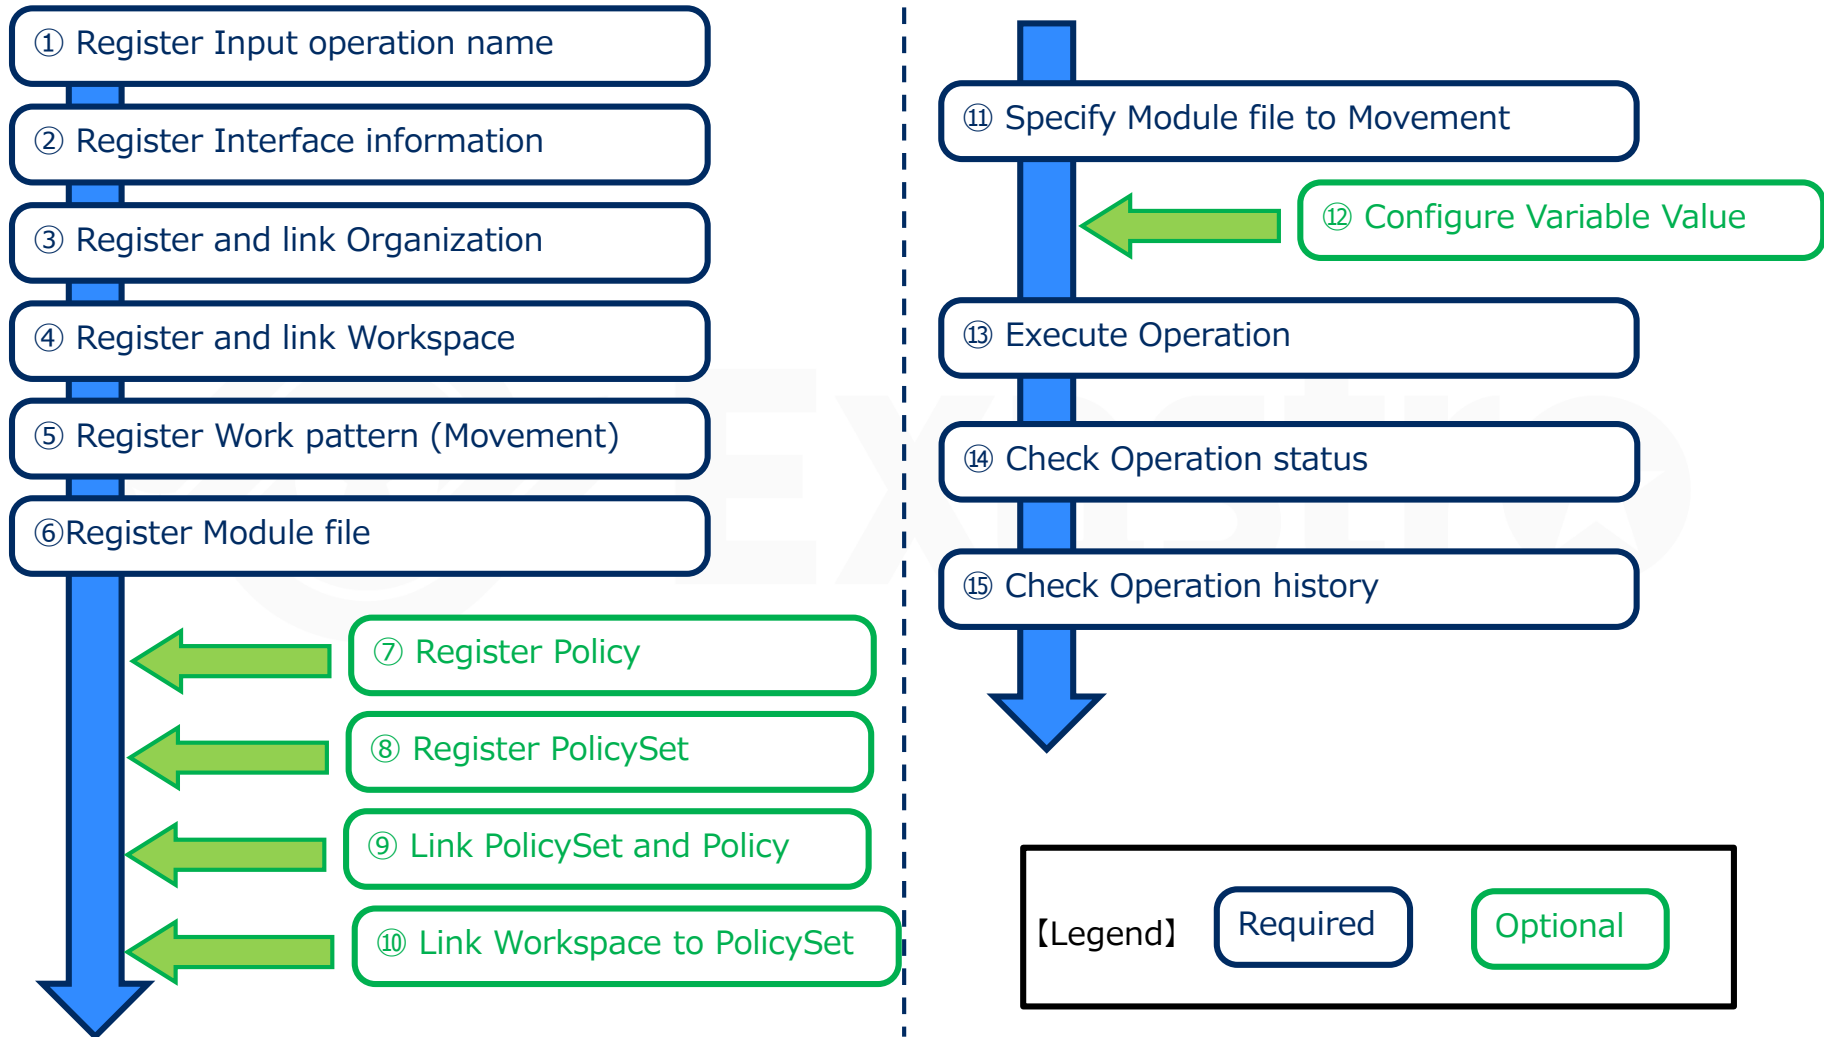 ① Register Input operation name
② Register Interface information
③ Register and link Organization
④ Register and link Workspace
⑤ Register Work pattern (Movement)
⑥Register Module file
⑦ Register Policy
⑧ Register PolicySet
⑨ Link PolicySet and Policy
⑩ Link Workspace to PolicySet
⑪ Specify Module file to Movement
⑫ Configure Variable Value
⑬ Execute Operation
⑭ Check Operation status
⑮ Check Operation history
【Legend】
Required
Optional
Exastro